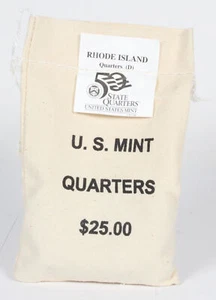 RHODE ISLAND
Quarters (D)
50
STATE
QUARTERS
UNITED STATES MINT
U. S. MINT
QUARTERS
$25.00